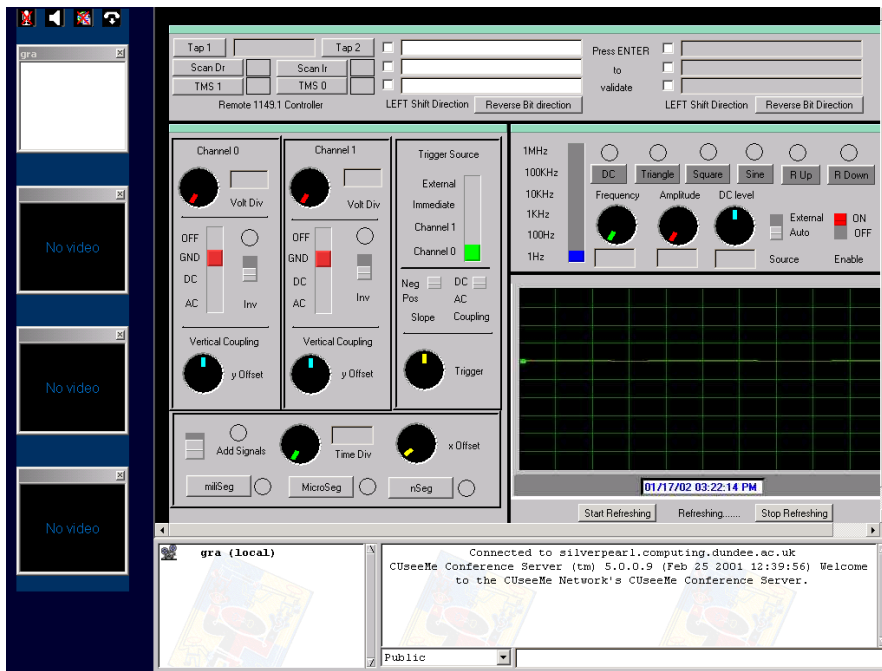 gra
No video
No video
No video
Tap 1 Tap 2
Scan Dr Scan Ir
TMS 1 TMS 0
Remote 1149.1 Controller
LEFT Shift Direction Reverse Bit direction
Press ENTER
to
validate
LEFT Shift Direction Reverse Bit Direction
Channel 0
Volt Div
OFF
GND
DC
AC Inv
Vertical Coupling
y Offset
Channel 1
Volt Div
OFF
GND
DC
AC Inv
Vertical Coupling
y Offset
Trigger Source
External
Immediate
Channel 1
Channel 0
Neg DC
Pos AC
Slope Coupling
Trigger
Add Signals Time Div x Offset
miliSeg MicroSeg nSeg
1MHz
100KHz
10KHz
1KHz
100Hz
1Hz
DC Triangle Square Sine R Up R Down
Frequency Amplitude DC level
External ON
Auto OFF
Source Enable
01/17/02 03:22:14 PM
Start Refreshing Refreshing....... Stop Refreshing
gra (local)
Connected to silverpearl.computing.dundee.ac.uk
CUseeMe Conference Server (tm) 5.0.0.9 (Feb 25 2001 12:39:56) Welcome
to the CUseeMe Network's CUseeMe Conference Server.
Public